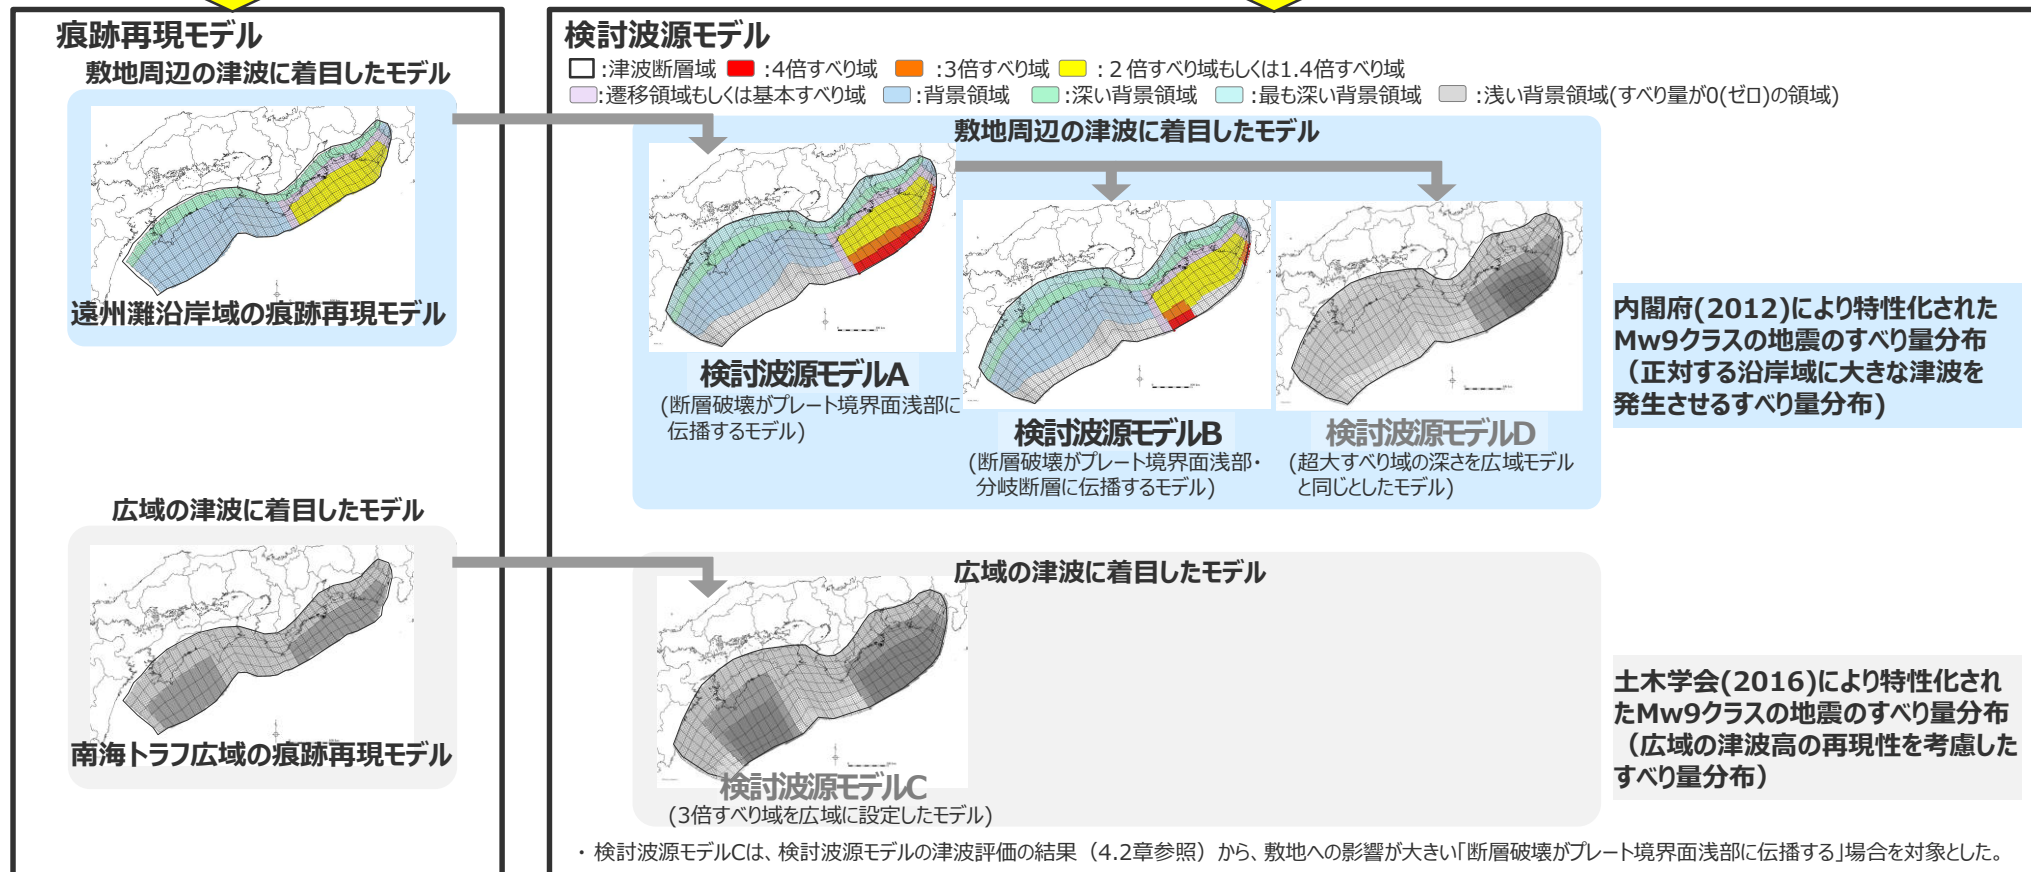 痕跡再現モデル
敷地周辺の津波に着目したモデル
遠州灘沿岸域の痕跡再現モデル
広域の津波に着目したモデル
南海トラフ広域の痕跡再現モデル
検討波源モデル
:津波断層域 :4倍すべり域 :3倍すべり域 :２倍すべり域もしくは1.4倍すべり域
:遷移領域もしくは基本すべり域 :背景領域 :深い背景領域 :最も深い背景領域 :浅い背景領域(すべり量が0(ゼロ)の領域)
敷地周辺の津波に着目したモデル
検討波源モデルA
(断層破壊がプレート境界面浅部に
伝播するモデル)
検討波源モデルB
(断層破壊がプレート境界面浅部・
分岐断層に伝播するモデル)
検討波源モデルD
(超大すべり域の深さを広域モデル
と同じとしたモデル)
内閣府(2012)により特性化された
Mw9クラスの地震のすべり量分布
（正対する沿岸域に大きな津波を
発生させるすべり量分布)
広域の津波に着目したモデル
検討波源モデルC
(3倍すべり域を広域に設定したモデル)
土木学会(2016)により特性化され
たMw9クラスの地震のすべり量分布
（広域の津波高の再現性を考慮した
すべり量分布）
・検討波源モデルCは、検討波源モデルの津波評価の結果（4.2章参照）から、敷地への影響が大きい「断層破壊がプレート境界面浅部に伝播する」場合を対象とした。